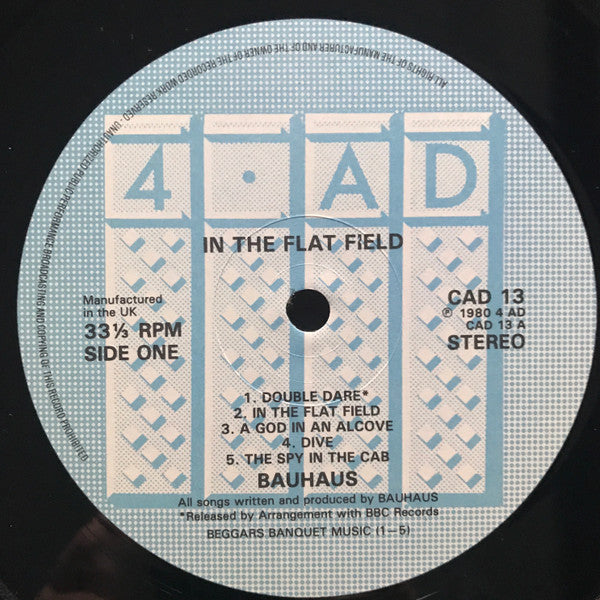 ALL RIGHTS OF THE MANUFACTURER AND OF THE OWNER OF THE RECORDED WORK RESERVED · UNAUTHORIZED PUBLIC PERFORMANCE BROADCASTING AND COPYING OF THIS RECORD PROHIBITED
4 · AD
IN THE FLAT FIELD
Manufactured
in the UK
33⅓ RPM
SIDE ONE
CAD 13
℗ 1980 4 AD
CAD 13 A
STEREO
1. DOUBLE DARE*
2. IN THE FLAT FIELD
3. A GOD IN AN ALCOVE
4. DIVE
5. THE SPY IN THE CAB
BAUHAUS
All songs written and produced by BAUHAUS
*Released by Arrangement with BBC Records
BEGGARS BANQUET MUSIC (1—5)